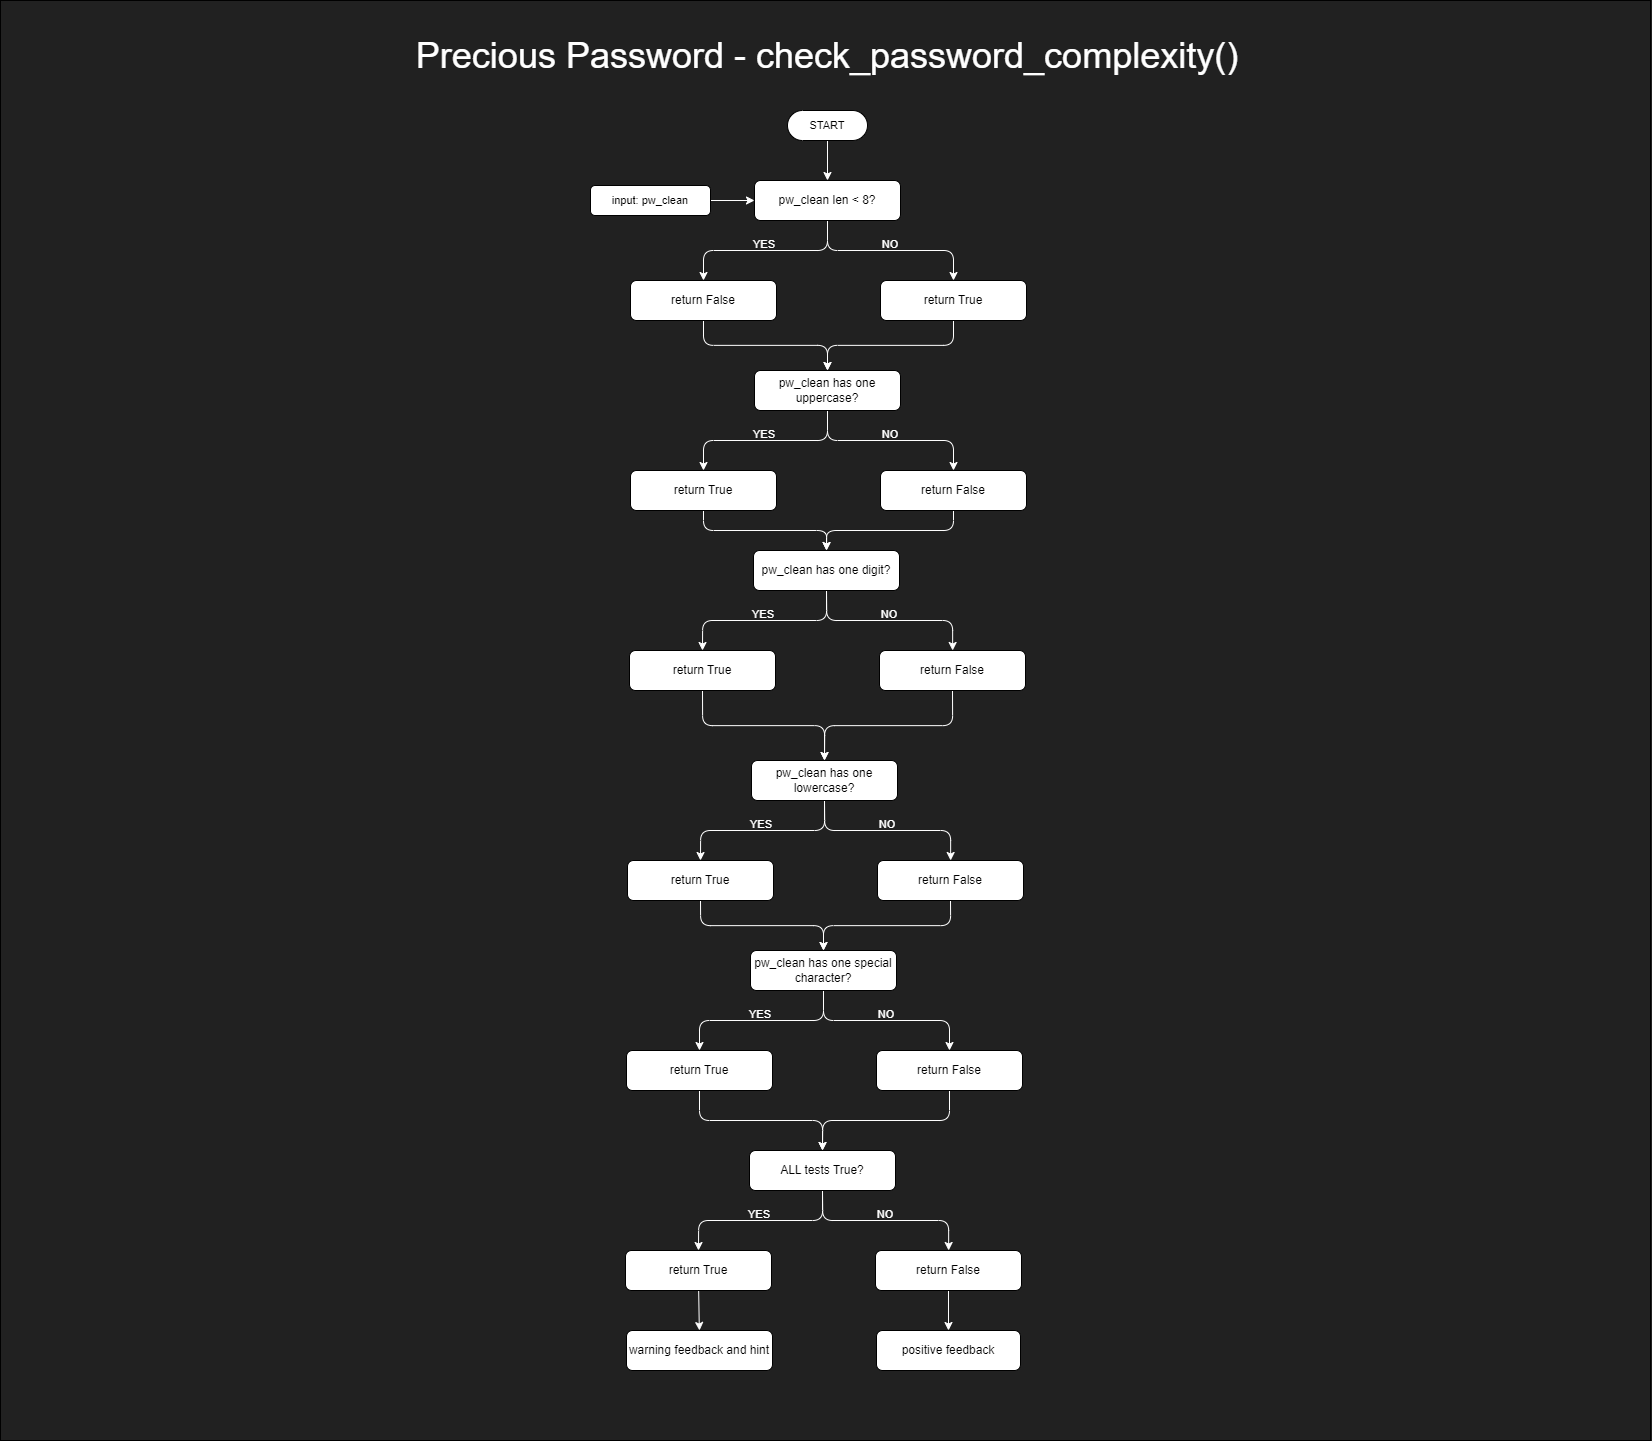 Precious Password - check_password_complexity()
START
input: pw_clean
pw_clean len < 8?
YES
NO
return False
return True
pw_clean has one
uppercase?
YES
NO
return True
return False
pw_clean has one digit?
YES
NO
return True
return False
pw_clean has one
lowercase?
YES
NO
return True
return False
pw_clean has one special
character?
YES
NO
return True
return False
ALL tests True?
YES
NO
return True
return False
warning feedback and hint
positive feedback